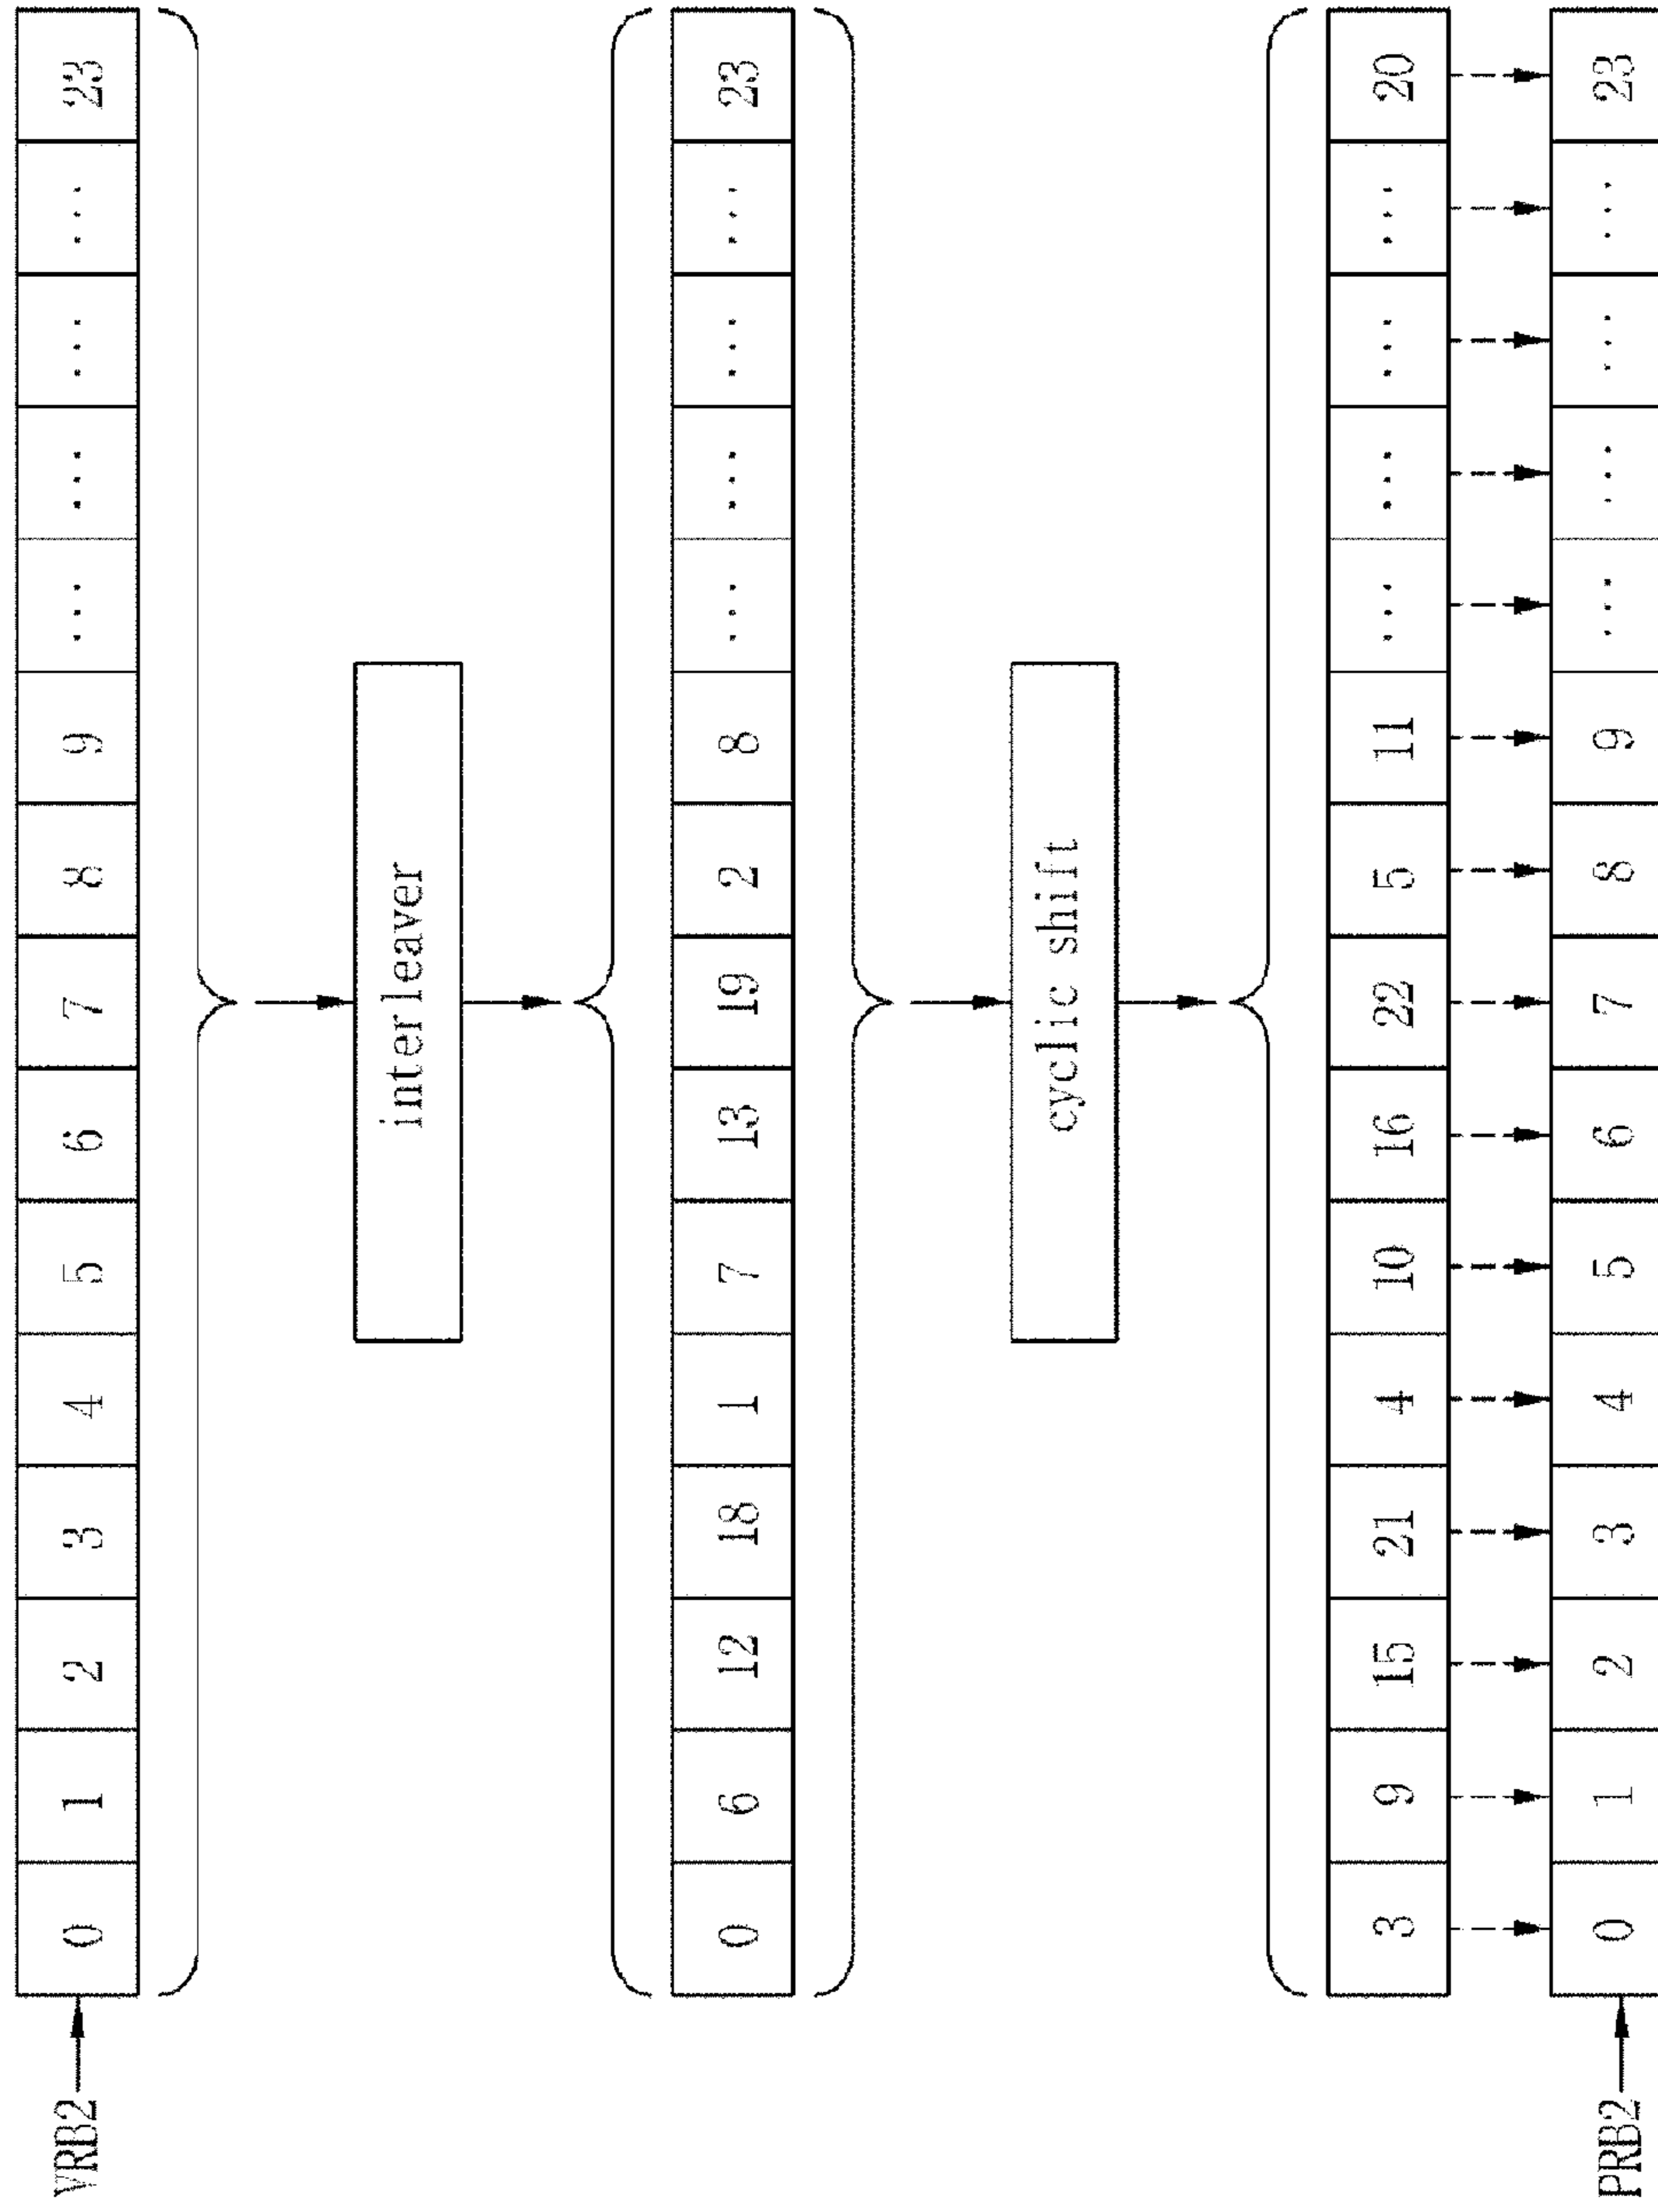 VRB2 0 1 2 3 4 5 6 7 8 9 ... ... ... ... 23
interleaver
0 6 12 18 1 7 13 19 2 8 ... ... ... ... 23
cyclic shift
3 9 15 21 4 10 16 22 5 11 ... ... ... ... 20
PRB2 0 1 2 3 4 5 6 7 8 9 ... ... ... ... 23